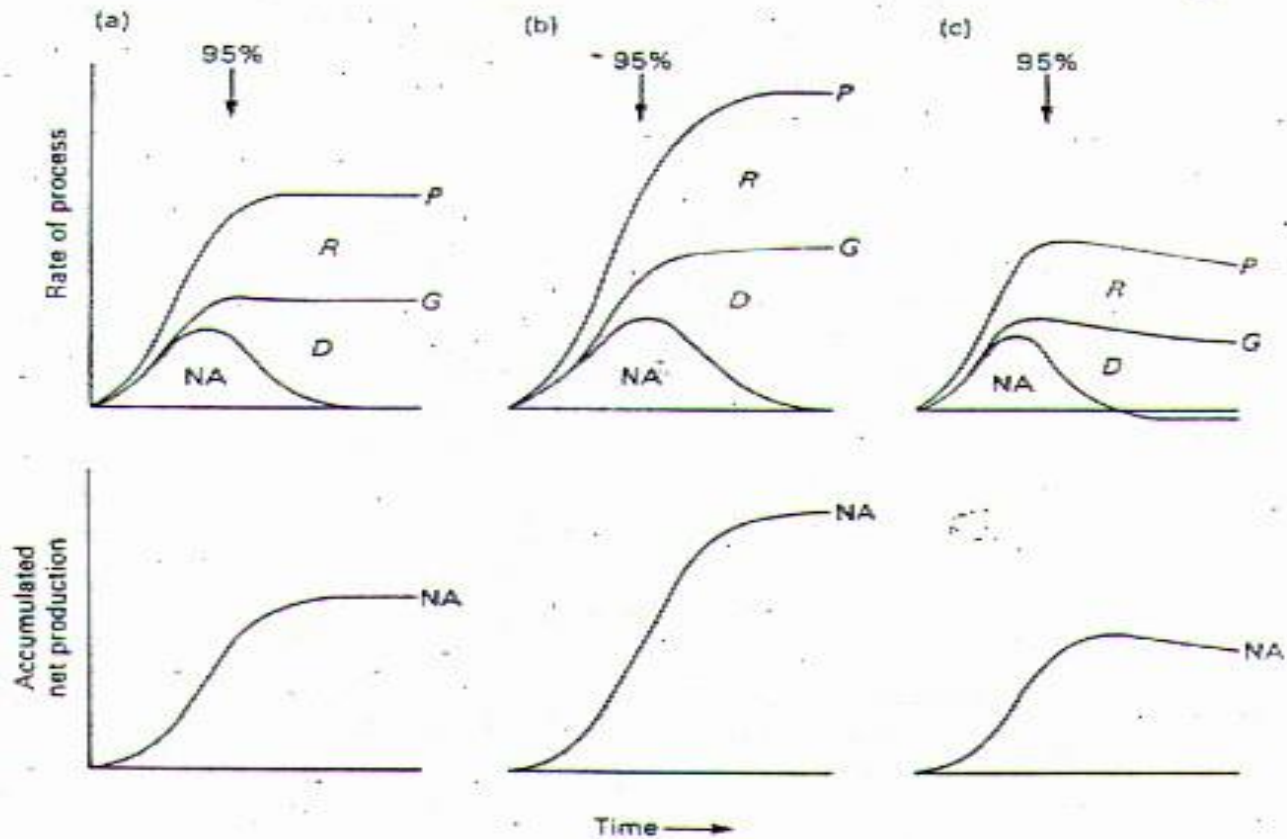 (a)
95%
Rate of process
P
R
G
D
NA
(b)
95%
P
R
G
D
NA
(c)
95%
P
R
G
D
NA
Accumulated
net production
NA
NA
NA
Time